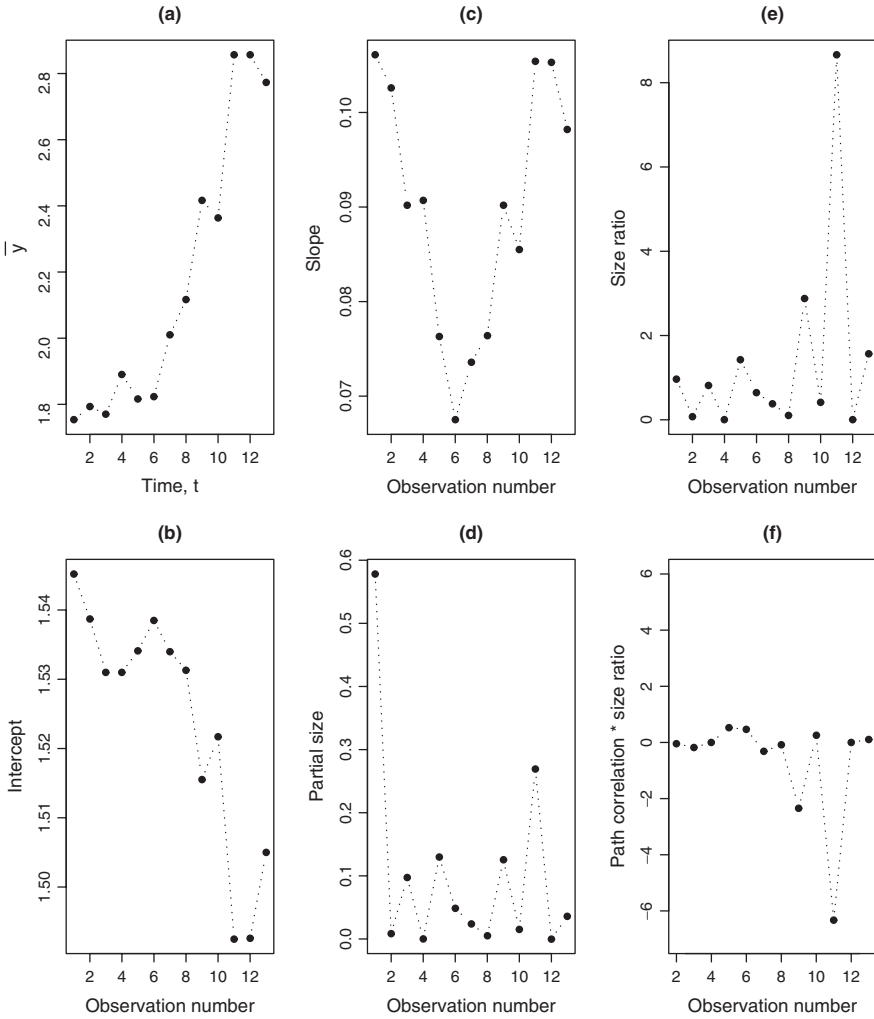 (a)
2.8
2.6
2.4
2.2
2.0
1.8
y
2 4 6 8 10 12
Time, t
(c)
0.10
0.09
0.08
0.07
Slope
2 4 6 8 10 12
Observation number
(e)
8
6
4
2
0
Size ratio
2 4 6 8 10 12
Observation number
(b)
1.54
1.53
1.52
1.51
1.50
Intercept
2 4 6 8 10 12
Observation number
(d)
0.6
0.5
0.4
0.3
0.2
0.1
0.0
Partial size
2 4 6 8 10 12
Observation number
(f)
6
4
2
0
−2
−4
−6
Path correlation * size ratio
2 4 6 8 10 12
Observation number